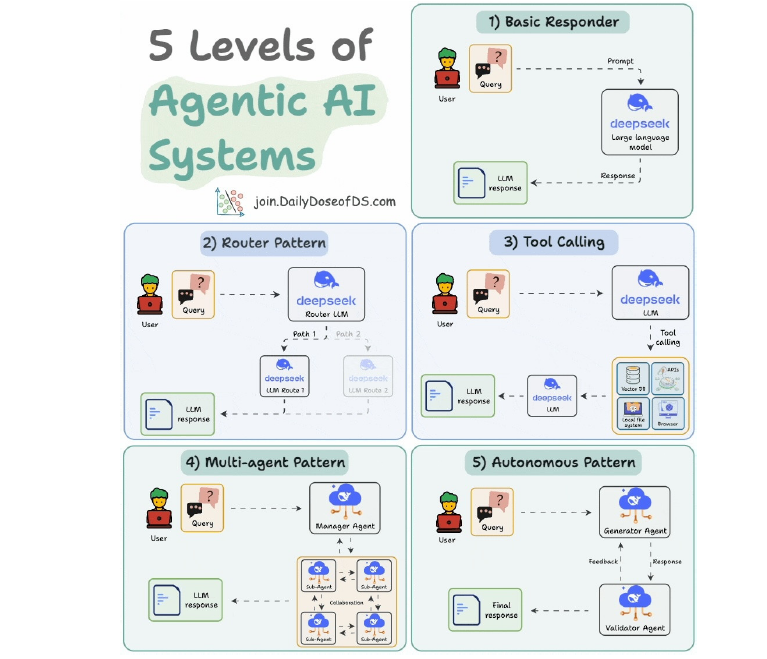 5 Levels of
Agentic AI
Systems
join.DailyDoseofDS.com
1) Basic Responder
User
Query
Prompt
deepseek
Large language
model
Response
LLM
response
2) Router Pattern
User
Query
deepseek
Router LLM
Path 1
Path 2
deepseek
LLM Route 1
deepseek
LLM Route 2
LLM
response
3) Tool Calling
User
Query
deepseek
LLM
Tool
calling
Vector DB
APIs
Local file
system
Browser
deepseek
LLM
LLM
response
4) Multi-agent Pattern
User
Query
Manager Agent
Sub-Agent
Sub-Agent
Collaboration
Sub-Agent
Sub-Agent
LLM
response
5) Autonomous Pattern
User
Query
Generator Agent
Feedback
Response
Validator Agent
Final
response